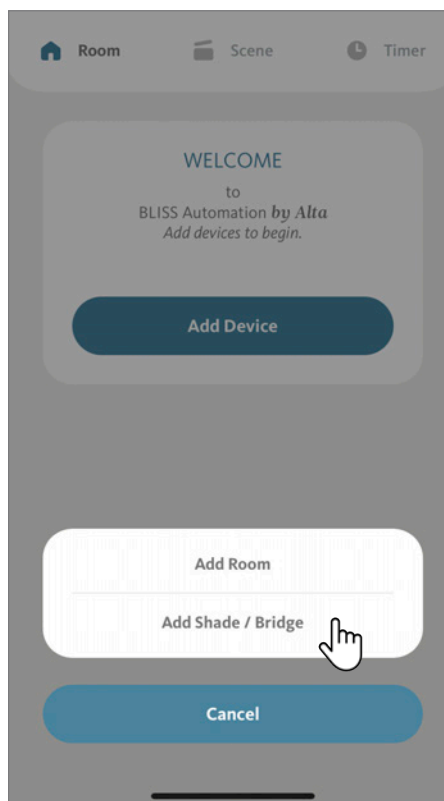 Room
Scene
Timer
WELCOME
to
BLISS Automation by Alta
Add devices to begin.
Add Device
Add Room
Add Shade / Bridge
Cancel